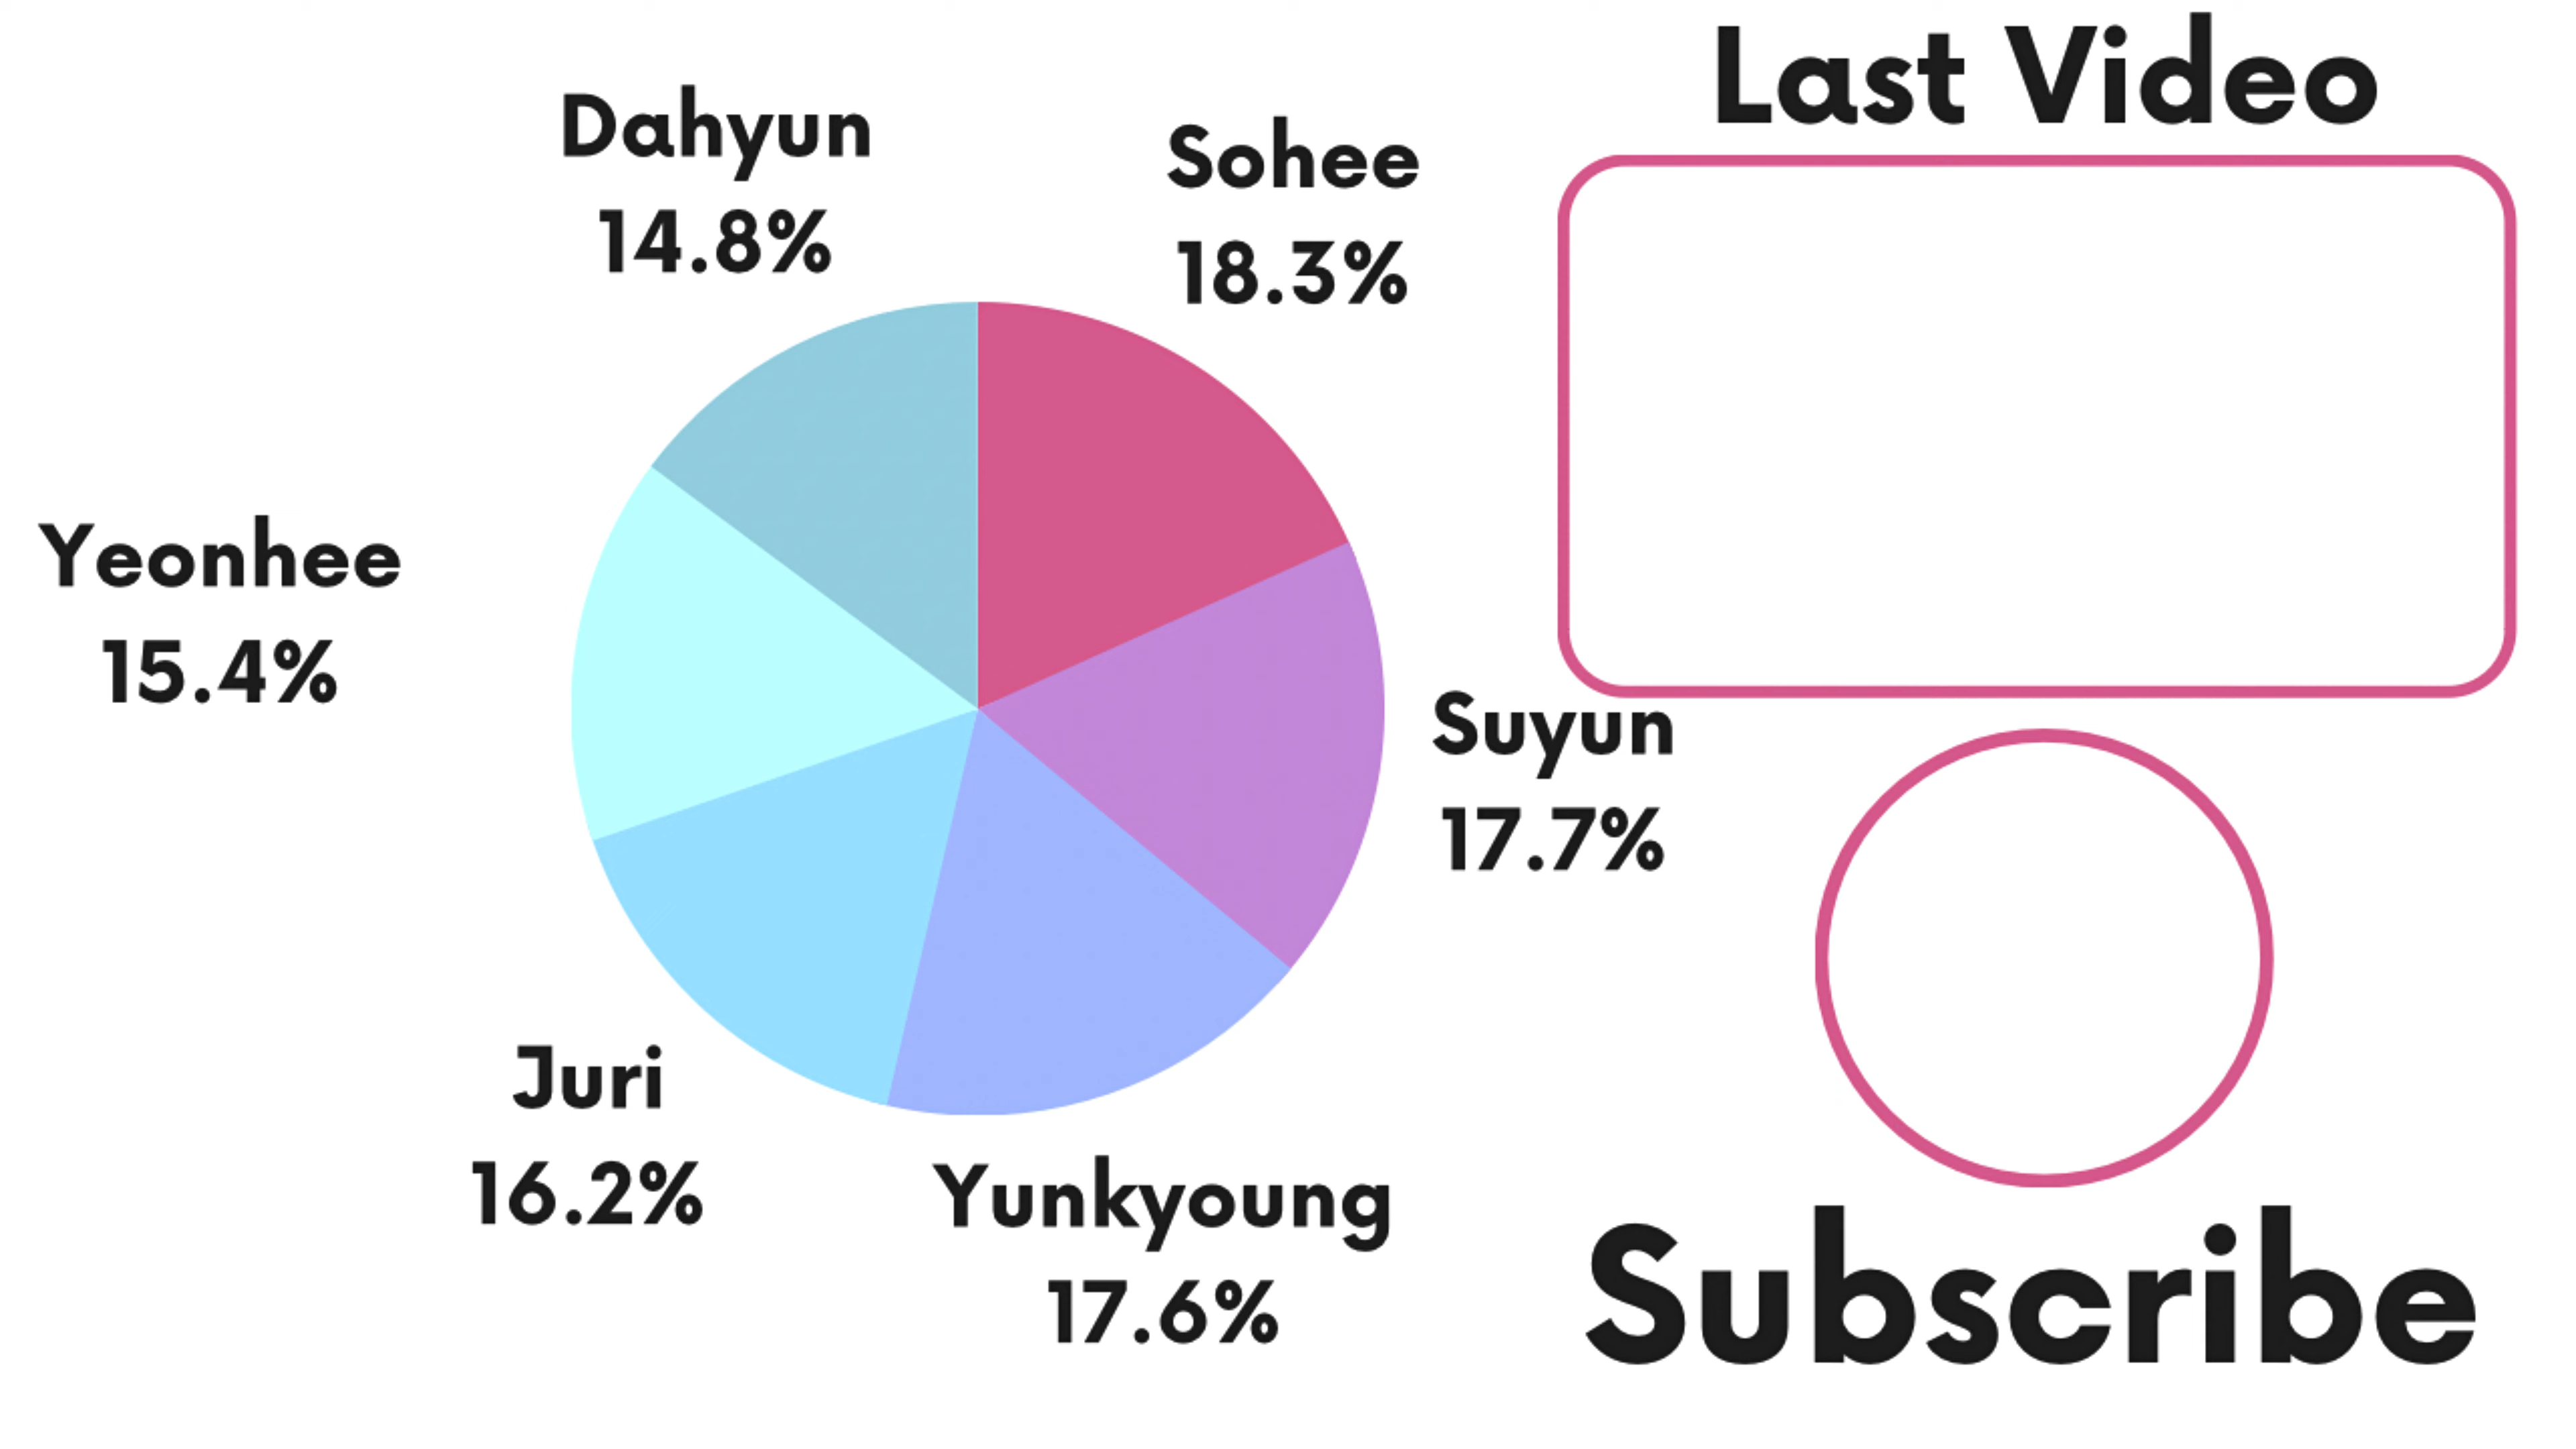 Last Video
Dahyun
14.8%
Sohee
18.3%
Yeonhee
15.4%
Suyun
17.7%
Juri
16.2%
Yunkyoung
17.6%
Subscribe